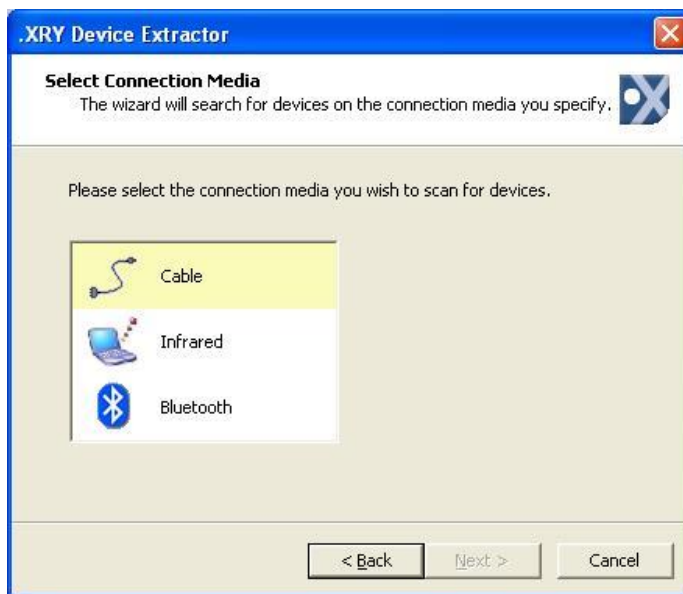 .XRY Device Extractor
Select Connection Media
The wizard will search for devices on the connection media you specify.
Please select the connection media you wish to scan for devices.
Cable
Infrared
Bluetooth
< Back
Next >
Cancel